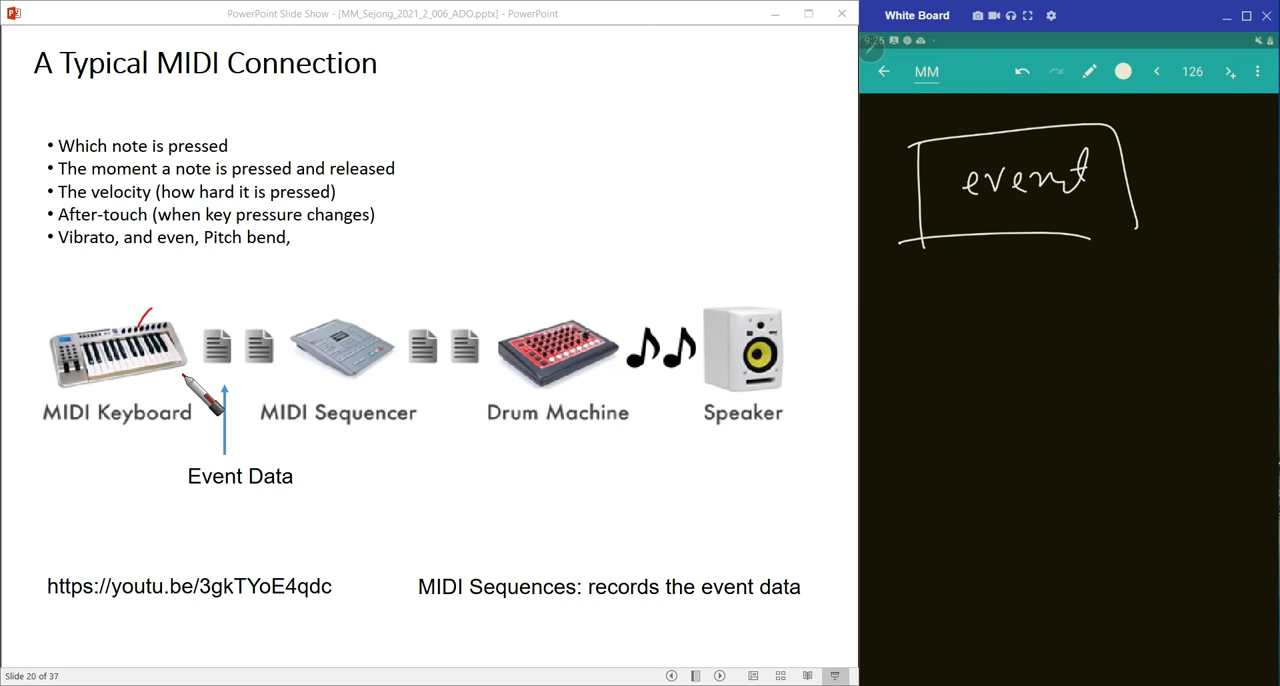 PowerPoint Slide Show - [MM_Sejong_2021_2_006_ADO.pptx] - PowerPoint
White Board
9:26
MM
126
A Typical MIDI Connection
• Which note is pressed
• The moment a note is pressed and released
• The velocity (how hard it is pressed)
• After-touch (when key pressure changes)
• Vibrato, and even, Pitch bend,
event
MIDI Keyboard
MIDI Sequencer
Drum Machine
Speaker
Event Data
https://youtu.be/3gkTYoE4qdc
MIDI Sequences: records the event data
Slide 20 of 37